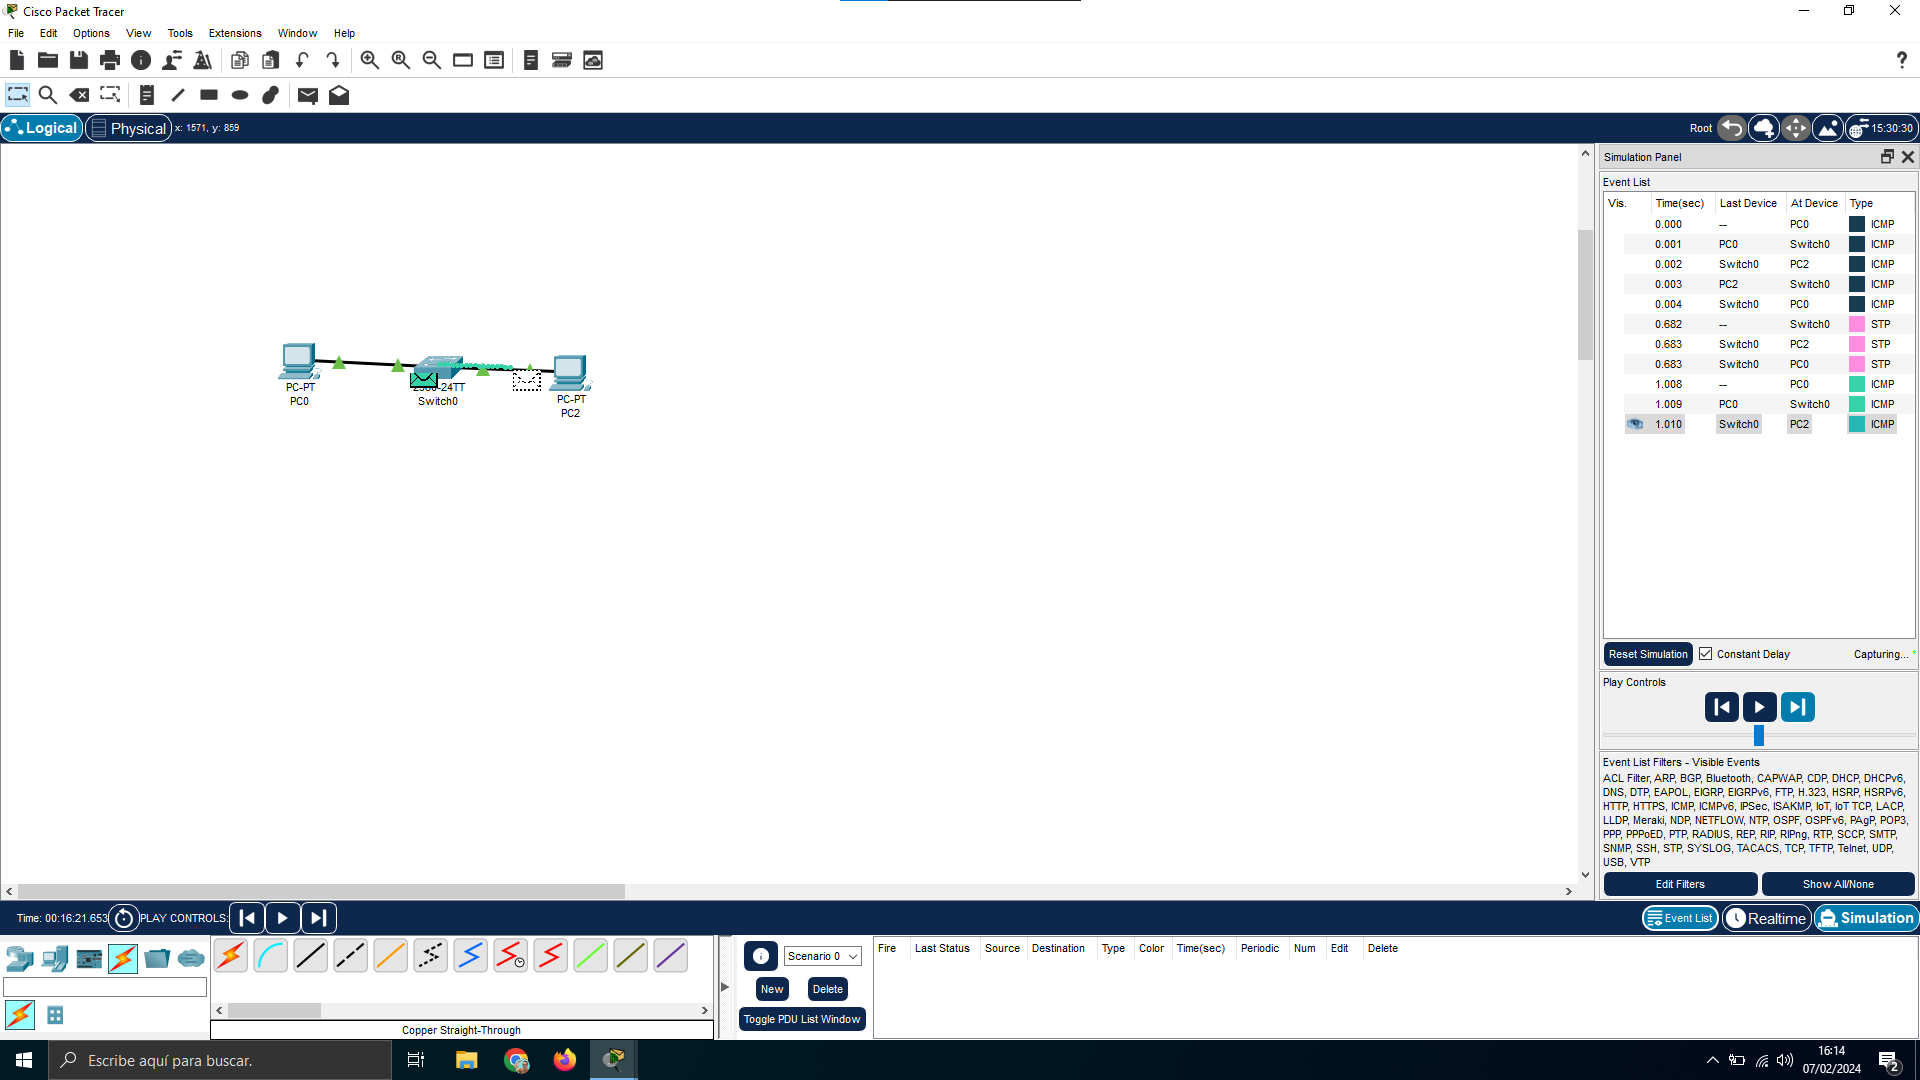 Cisco Packet Tracer
File Edit Options View Tools Extensions Window Help
Logical Physical x: 1571, y: 859 Root 15:30:30
Simulation Panel
Event List
Vis. Time(sec) Last Device At Device Type
0.000 -- PC0 ICMP
0.001 PC0 Switch0 ICMP
0.002 Switch0 PC2 ICMP
0.003 PC2 Switch0 ICMP
0.004 Switch0 PC0 ICMP
0.682 -- Switch0 STP
0.683 Switch0 PC2 STP
0.683 Switch0 PC0 STP
1.008 -- PC0 ICMP
1.009 PC0 Switch0 ICMP
1.010 Switch0 PC2 ICMP
PC-PT
PC0
-24TT
Switch0
PC-PT
PC2
Reset Simulation Constant Delay Capturing... *
Play Controls
Event List Filters - Visible Events
ACL Filter, ARP, BGP, Bluetooth, CAPWAP, CDP, DHCP, DHCPv6,
DNS, DTP, EAPOL, EIGRP, EIGRPv6, FTP, H.323, HSRP, HSRPv6,
HTTP, HTTPS, ICMP, ICMPv6, IPSec, ISAKMP, IoT, IoT TCP, LACP,
LLDP, Meraki, NDP, NETFLOW, NTP, OSPF, OSPFv6, PAgP, POP3,
PPP, PPPoED, PTP, RADIUS, REP, RIP, RIPng, RTP, SCCP, SMTP,
SNMP, SSH, STP, SYSLOG, TACACS, TCP, TFTP, Telnet, UDP,
USB, VTP
Edit Filters Show All/None
Time: 00:16:21.653 PLAY CONTROLS: Event List Realtime Simulation
Scenario 0
New Delete
Toggle PDU List Window
Fire Last Status Source Destination Type Color Time(sec) Periodic Num Edit Delete
Copper Straight-Through
Escribe aquí para buscar.
16:14
07/02/2024
2